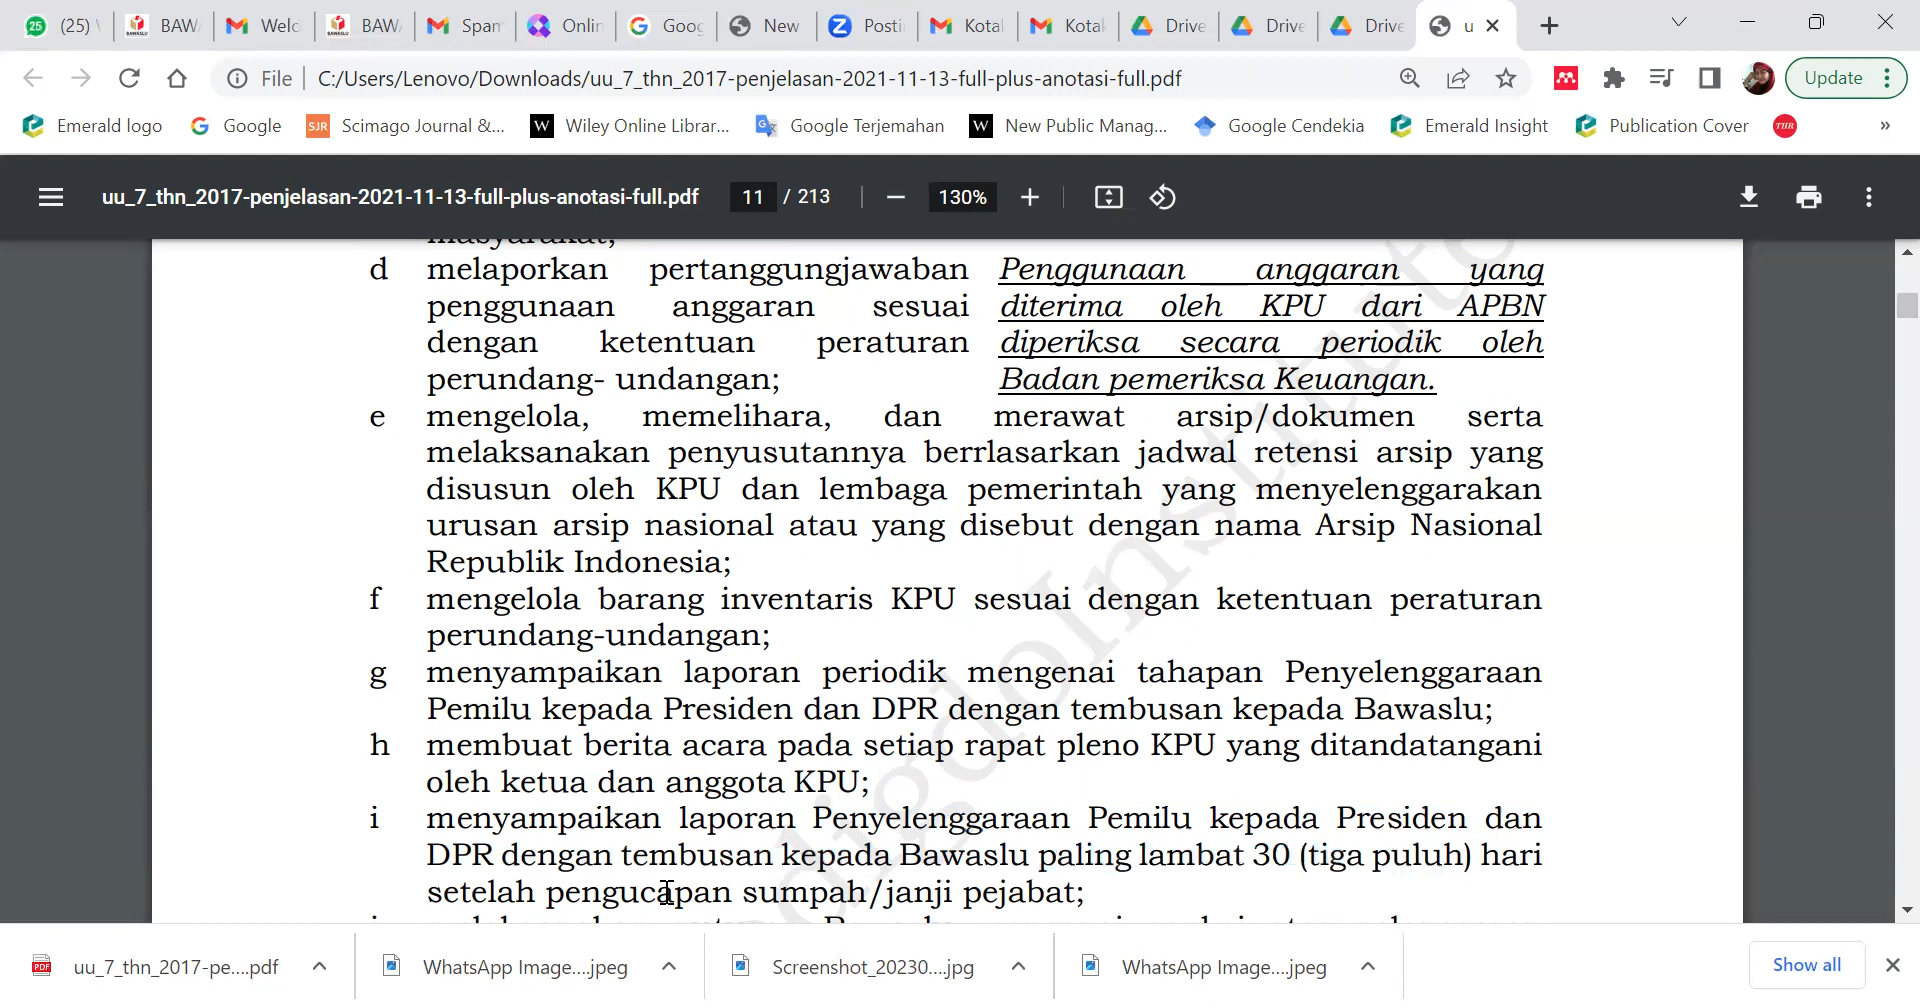 25 (25) BAW Welc BAW Spam Onlin Goog New Posti Kotal Kotak Drive Drive Drive u
File C:/Users/Lenovo/Downloads/uu_7_thn_2017-penjelasan-2021-11-13-full-plus-anotasi-full.pdf Update
Emerald logo Google SJR Scimago Journal &... W Wiley Online Librar... Google Terjemahan W New Public Manag... Google Cendekia Emerald Insight Publication Cover THR »
uu_7_thn_2017-penjelasan-2021-11-13-full-plus-anotasi-full.pdf 11 / 213 130%
masyarakat;
d melaporkan pertanggungjawaban Penggunaan anggaran yang
penggunaan anggaran sesuai diterima oleh KPU dari APBN
dengan ketentuan peraturan diperiksa secara periodik oleh
perundang- undangan; Badan pemeriksa Keuangan.
e mengelola, memelihara, dan merawat arsip/dokumen serta
melaksanakan penyusutannya berrlasarkan jadwal retensi arsip yang
disusun oleh KPU dan lembaga pemerintah yang menyelenggarakan
urusan arsip nasional atau yang disebut dengan nama Arsip Nasional
Republik Indonesia;
f mengelola barang inventaris KPU sesuai dengan ketentuan peraturan
perundang-undangan;
g menyampaikan laporan periodik mengenai tahapan Penyelenggaraan
Pemilu kepada Presiden dan DPR dengan tembusan kepada Bawaslu;
h membuat berita acara pada setiap rapat pleno KPU yang ditandatangani
oleh ketua dan anggota KPU;
i menyampaikan laporan Penyelenggaraan Pemilu kepada Presiden dan
DPR dengan tembusan kepada Bawaslu paling lambat 30 (tiga puluh) hari
setelah pengucapan sumpah/janji pejabat;
edigdoInstitute
uu_7_thn_2017-pe....pdf WhatsApp Image....jpeg Screenshot_20230....jpg WhatsApp Image....jpeg Show all